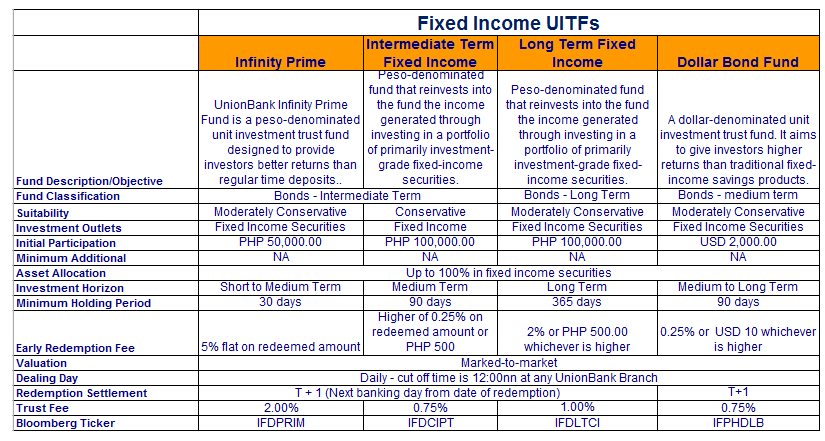 Fixed Income UITFs
Infinity Prime
Intermediate Term
Fixed Income
Long Term Fixed
Income
Dollar Bond Fund
Fund Description/Objective
UnionBank Infinity Prime
Fund is a peso-denominated
unit investment trust fund
designed to provide
investors better returns than
regular time deposits..
Peso-denominated
fund that reinvests into
the fund the income
generated through
investing in a portfolio
of primarily investment-
grade fixed-income
securities.
Peso-denominated fund
that reinvests into the fund
the income generated
through investing in a
portfolio of primarily
investment-grade fixed-
income securities.
A dollar-denominated unit
investment trust fund. It aims
to give investors higher
returns than traditional fixed-
income savings products.
Fund Classification
Bonds - Intermediate Term
Bonds - Long Term
Bonds - medium term
Suitability
Moderately Conservative
Conservative
Moderately Conservative
Moderately Conservative
Investment Outlets
Fixed Income Securities
Fixed Income
Fixed Income Securities
Fixed Income Securities
Initial Participation
PHP 50,000.00
PHP 100,000.00
PHP 100,000.00
USD 2,000.00
Minimum Additional
NA
NA
NA
NA
Asset Allocation
Up to 100% in fixed income securities
Investment Horizon
Short to Medium Term
Medium Term
Long Term
Medium to Long Term
Minimum Holding Period
30 days
90 days
365 days
90 days
Early Redemption Fee
5% flat on redeemed amount
Higher of 0.25% on
redeemed amount or
PHP 500
2% or PHP 500.00
whichever is higher
0.25% or USD 10 whichever
is higher
Valuation
Marked-to-market
Dealing Day
Daily - cut off time is 12:00nn at any UnionBank Branch
Redemption Settlement
T + 1 (Next banking day from date of redemption)
T+1
Trust Fee
2.00%
0.75%
1.00%
0.75%
Bloomberg Ticker
IFDPRIM
IFDCIPT
IFDLTCI
IFPHDLB